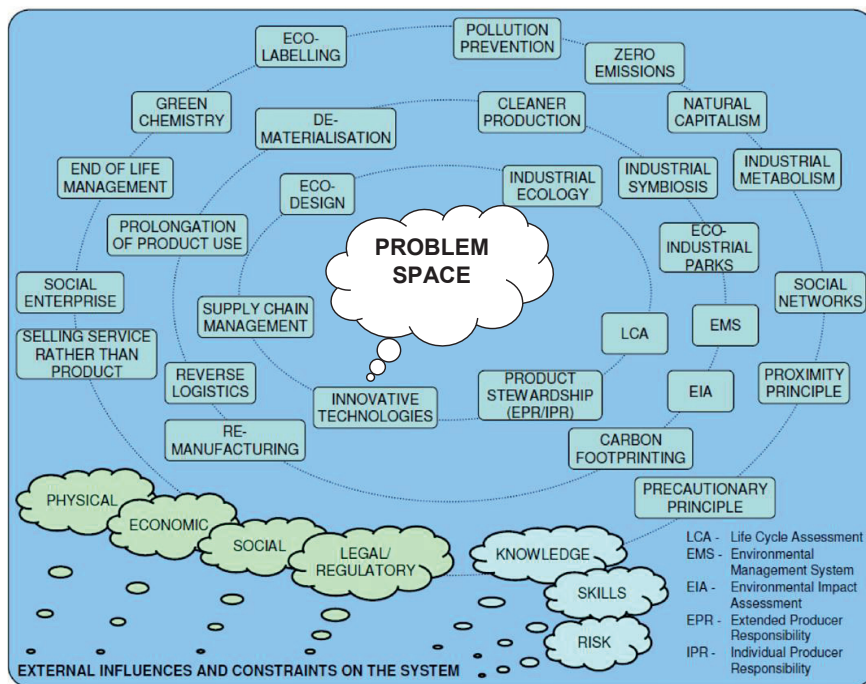 ECO-
LABELLING
POLLUTION
PREVENTION
ZERO
EMISSIONS
GREEN
CHEMISTRY
DE-
MATERIALISATION
CLEANER
PRODUCTION
NATURAL
CAPITALISM
END OF LIFE
MANAGEMENT
ECO-
DESIGN
INDUSTRIAL
ECOLOGY
INDUSTRIAL
SYMBIOSIS
INDUSTRIAL
METABOLISM
PROLONGATION
OF PRODUCT USE
PROBLEM
SPACE
ECO-
INDUSTRIAL
PARKS
SOCIAL
ENTERPRISE
SUPPLY CHAIN
MANAGEMENT
SOCIAL
NETWORKS
SELLING SERVICE
RATHER THAN
PRODUCT
LCA
EMS
REVERSE
LOGISTICS
INNOVATIVE
TECHNOLOGIES
PRODUCT
STEWARDSHIP
(EPR/IPR)
EIA
PROXIMITY
PRINCIPLE
RE-
MANUFACTURING
CARBON
FOOTPRINTING
PRECAUTIONARY
PRINCIPLE
PHYSICAL
ECONOMIC
SOCIAL
LEGAL/
REGULATORY
KNOWLEDGE
SKILLS
RISK
LCA - Life Cycle Assessment
EMS - Environmental
Management System
EIA - Environmental Impact
Assessment
EPR - Extended Producer
Responsibility
IPR - Individual Producer
Responsibility
EXTERNAL INFLUENCES AND CONSTRAINTS ON THE SYSTEM